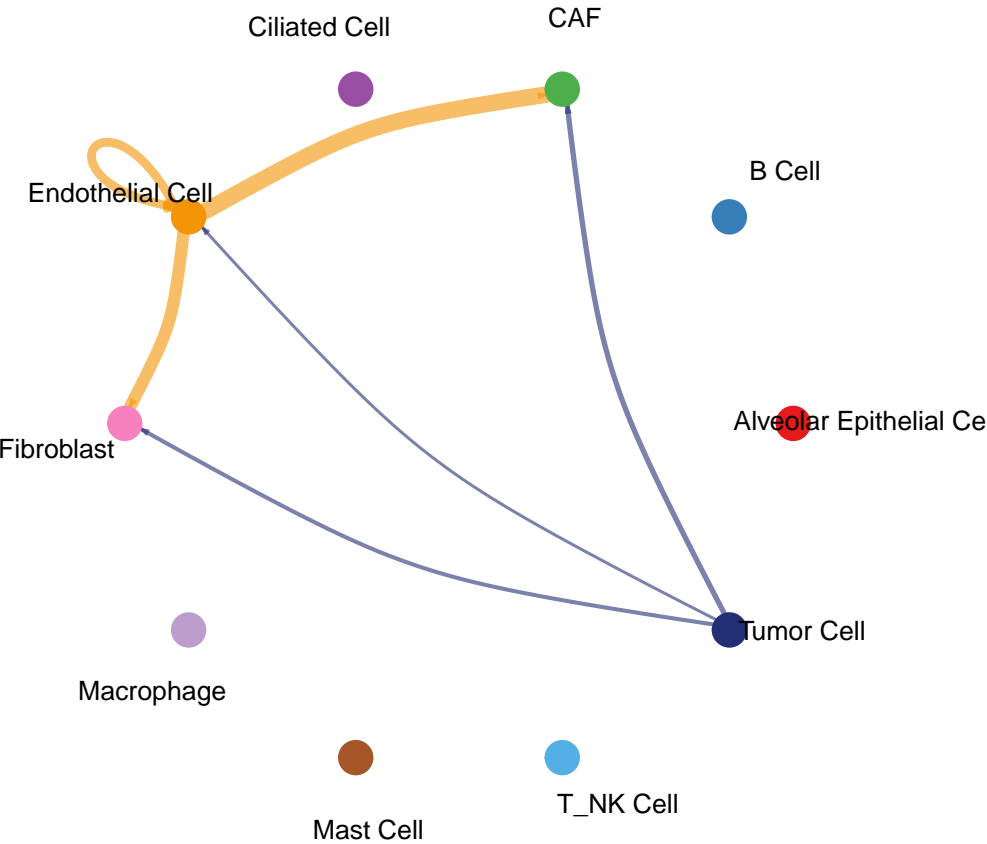 CAF
Ciliated Cell
B Cell
Endothelial Cell
Alveolar Epithelial Ce
Fibroblast
Tumor Cell
Macrophage
T_NK Cell
Mast Cell